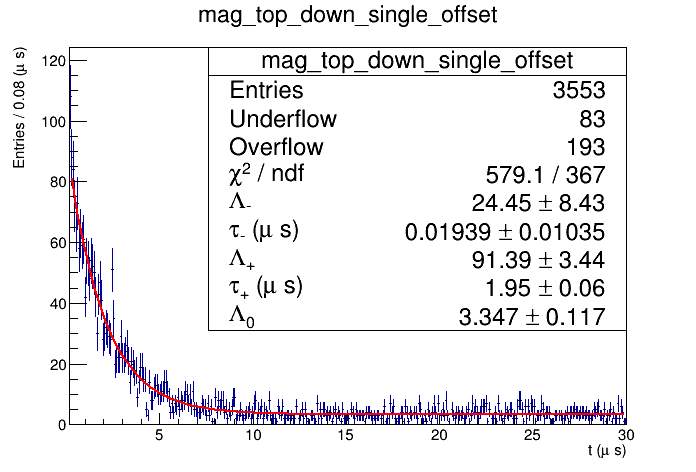 mag_top_down_single_offset
mag_top_down_single_offset
Entries 3553
Underflow 83
Overflow 193
χ² / ndf 579.1 / 367
Λ₋ 24.45 ± 8.43
τ₋ (μ s) 0.01939 ± 0.01035
Λ₊ 91.39 ± 3.44
τ₊ (μ s) 1.95 ± 0.06
Λ₀ 3.347 ± 0.117
Entries / 0.08 (μ s)
120
100
80
60
40
20
0
5 10 15 20 25 30
t (μ s)